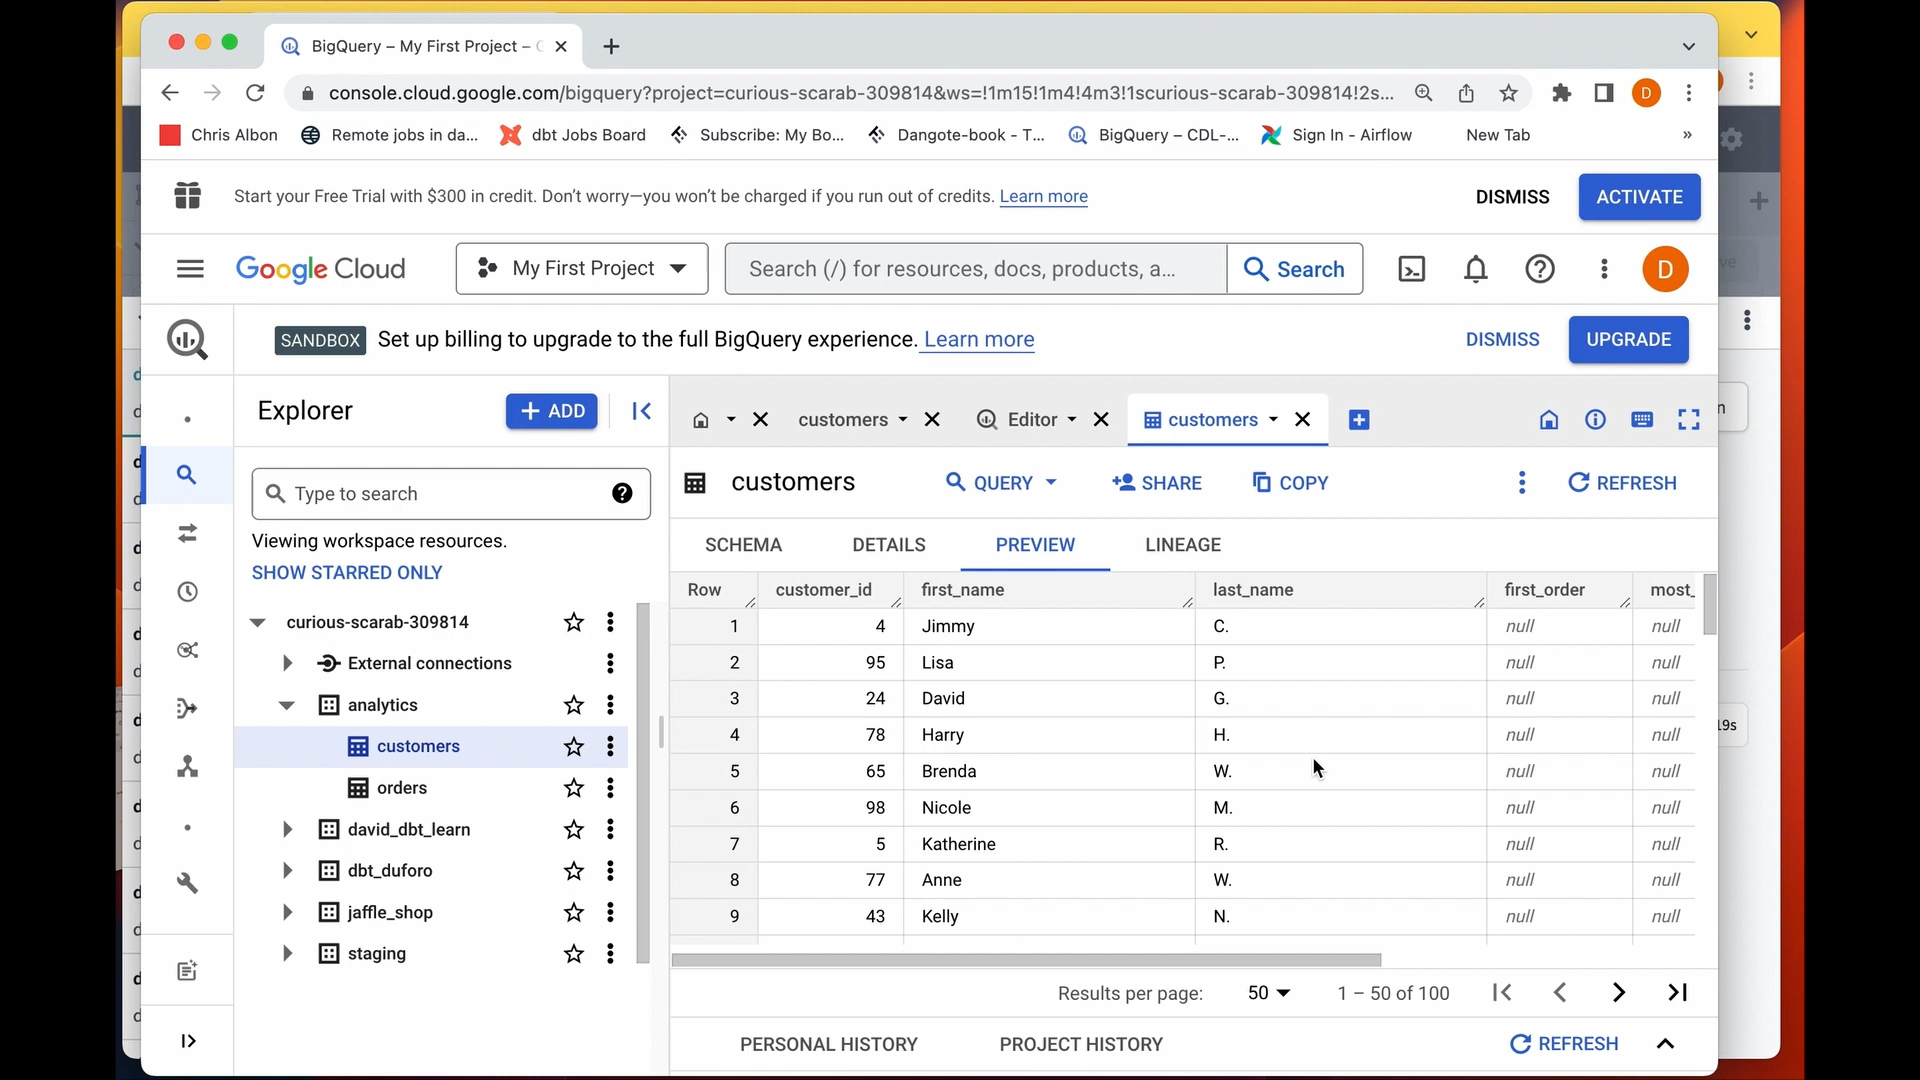 BigQuery – My First Project – C
console.cloud.google.com/bigquery?project=curious-scarab-309814&ws=!1m15!1m4!4m3!1scurious-scarab-309814!2s...
D
Chris Albon
Remote jobs in da...
dbt Jobs Board
Subscribe: My Bo...
Dangote-book - T...
BigQuery – CDL-...
Sign In - Airflow
New Tab
»
Start your Free Trial with $300 in credit. Don’t worry—you won’t be charged if you run out of credits. Learn more
DISMISS
ACTIVATE
Google Cloud
My First Project
Search (/) for resources, docs, products, a...
Search
D
SANDBOX Set up billing to upgrade to the full BigQuery experience. Learn more
DISMISS
UPGRADE
Explorer
+ ADD
customers
Editor
customers
Type to search
customers
QUERY
SHARE
COPY
REFRESH
Viewing workspace resources.
SHOW STARRED ONLY
SCHEMA
DETAILS
PREVIEW
LINEAGE
curious-scarab-309814
External connections
analytics
customers
orders
david_dbt_learn
dbt_duforo
jaffle_shop
staging
Row customer_id first_name last_name first_order most_
1 4 Jimmy C. null null
2 95 Lisa P. null null
3 24 David G. null null
4 78 Harry H. null null
5 65 Brenda W. null null
6 98 Nicole M. null null
7 5 Katherine R. null null
8 77 Anne W. null null
9 43 Kelly N. null null
Results per page: 50 1 – 50 of 100
PERSONAL HISTORY
PROJECT HISTORY
REFRESH
19s